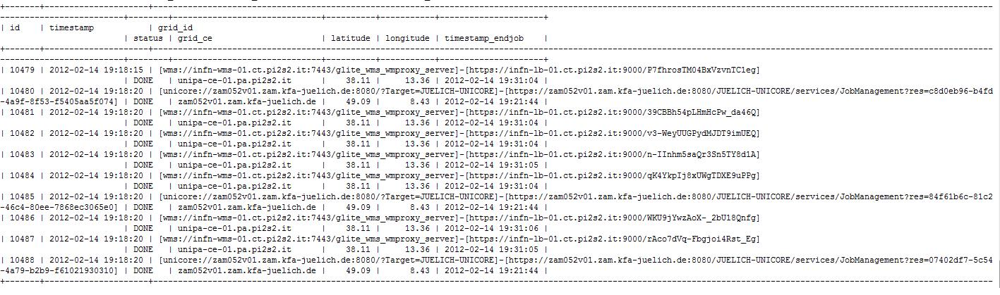 | id | timestamp | grid_id
| status | grid_ce | latitude | longitude | timestamp_endjob |
| 10479 | 2012-02-14 19:18:15 | [wms://infn-wms-01.ct.pi2s2.it:7443/glite_wms_wmproxy_server]-[https://infn-lb-01.ct.pi2s2.it:9000/P7fhrosTM04BxVzvnTC1eg]
| DONE | unipa-ce-01.pa.pi2s2.it | 38.11 | 13.36 | 2012-02-14 19:31:04 |
| 10480 | 2012-02-14 19:18:20 | [unicore://zam052v01.zam.kfa-juelich.de:8080/?Target=JUELICH-UNICORE]-[https://zam052v01.zam.kfa-juelich.de:8080/JUELICH-UNICORE/services/JobManagement?res=c8d0eb96-b4fd
-4a9f-8f53-f5405aa5f074] | DONE | zam052v01.zam.kfa-juelich.de | 49.09 | 8.43 | 2012-02-14 19:21:44 |
| 10481 | 2012-02-14 19:18:20 | [wms://infn-wms-01.ct.pi2s2.it:7443/glite_wms_wmproxy_server]-[https://infn-lb-01.ct.pi2s2.it:9000/39CBBh54pLHmHcPw_da46Q]
| DONE | unipa-ce-01.pa.pi2s2.it | 38.11 | 13.36 | 2012-02-14 19:31:04 |
| 10482 | 2012-02-14 19:18:20 | [wms://infn-wms-01.ct.pi2s2.it:7443/glite_wms_wmproxy_server]-[https://infn-lb-01.ct.pi2s2.it:9000/v3-WeyUUGPydMJDT9imUEQ]
| DONE | unipa-ce-01.pa.pi2s2.it | 38.11 | 13.36 | 2012-02-14 19:31:04 |
| 10483 | 2012-02-14 19:18:20 | [wms://infn-wms-01.ct.pi2s2.it:7443/glite_wms_wmproxy_server]-[https://infn-lb-01.ct.pi2s2.it:9000/n-IInhm5saQr3Sn5TY8d1A]
| DONE | unipa-ce-01.pa.pi2s2.it | 38.11 | 13.36 | 2012-02-14 19:31:05 |
| 10484 | 2012-02-14 19:18:20 | [wms://infn-wms-01.ct.pi2s2.it:7443/glite_wms_wmproxy_server]-[https://infn-lb-01.ct.pi2s2.it:9000/qK4YkpIj8xUWgTDXE9uPPg]
| DONE | unipa-ce-01.pa.pi2s2.it | 38.11 | 13.36 | 2012-02-14 19:31:04 |
| 10485 | 2012-02-14 19:18:20 | [unicore://zam052v01.zam.kfa-juelich.de:8080/?Target=JUELICH-UNICORE]-[https://zam052v01.zam.kfa-juelich.de:8080/JUELICH-UNICORE/services/JobManagement?res=84f61b6c-81c2
-46c4-80ee-7868ec3065e0] | DONE | zam052v01.zam.kfa-juelich.de | 49.09 | 8.43 | 2012-02-14 19:21:44 |
| 10486 | 2012-02-14 19:18:20 | [wms://infn-wms-01.ct.pi2s2.it:7443/glite_wms_wmproxy_server]-[https://infn-lb-01.ct.pi2s2.it:9000/WKU9jYwzAoX-_2bU18Qnfg]
| DONE | unipa-ce-01.pa.pi2s2.it | 38.11 | 13.36 | 2012-02-14 19:31:06 |
| 10487 | 2012-02-14 19:18:20 | [wms://infn-wms-01.ct.pi2s2.it:7443/glite_wms_wmproxy_server]-[https://infn-lb-01.ct.pi2s2.it:9000/rAco7dVq-Fbgjoi4Rst_Eg]
| DONE | unipa-ce-01.pa.pi2s2.it | 38.11 | 13.36 | 2012-02-14 19:31:05 |
| 10488 | 2012-02-14 19:18:20 | [unicore://zam052v01.zam.kfa-juelich.de:8080/?Target=JUELICH-UNICORE]-[https://zam052v01.zam.kfa-juelich.de:8080/JUELICH-UNICORE/services/JobManagement?res=07402df7-5c54
-4a79-b2b9-f61021930310] | DONE | zam052v01.zam.kfa-juelich.de | 49.09 | 8.43 | 2012-02-14 19:21:44 |